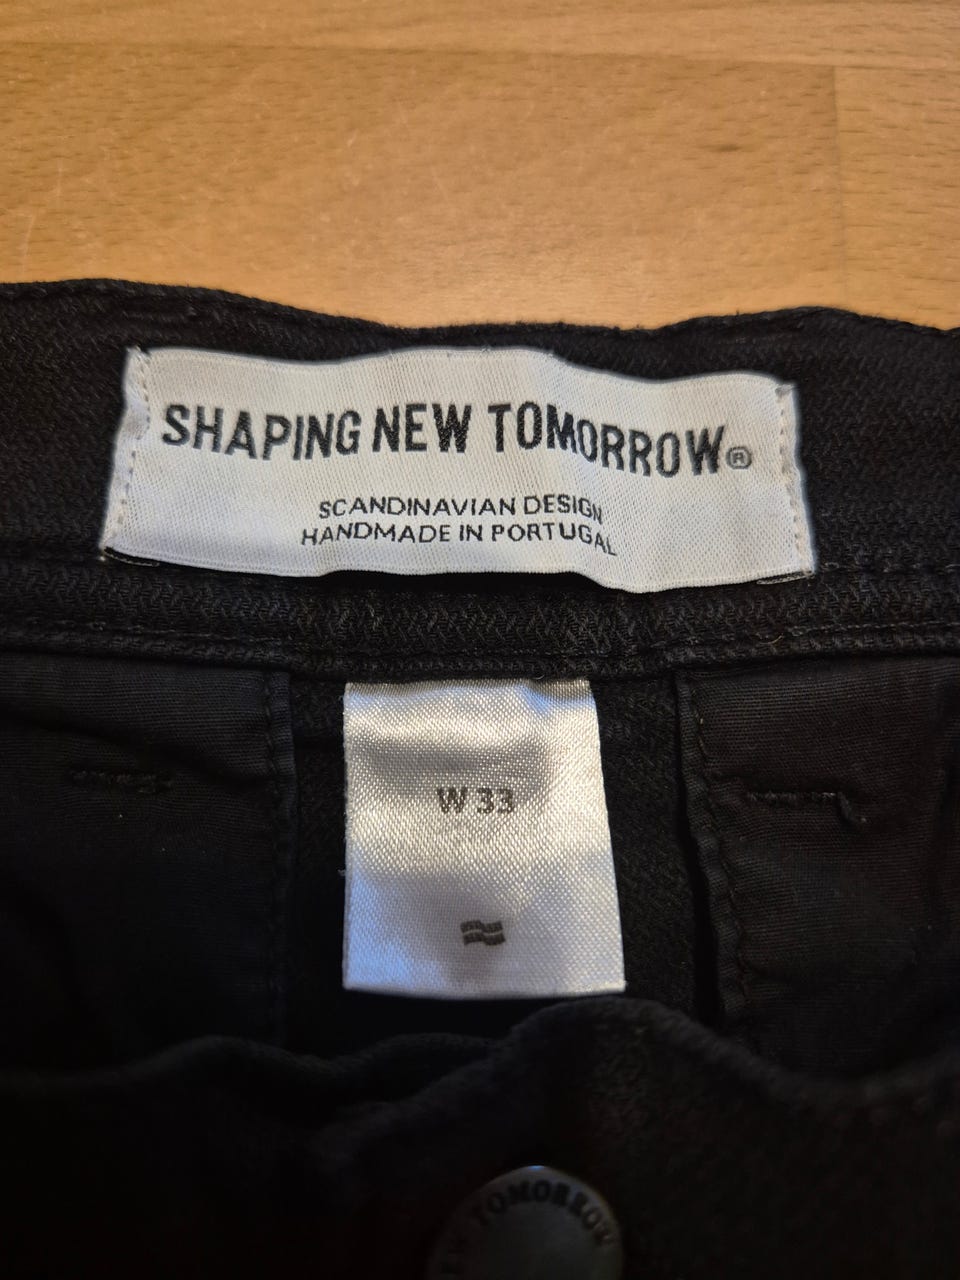 SHAPING NEW TOMORROW®
SCANDINAVIAN DESIGN
HANDMADE IN PORTUGAL
W 33
TOMORROW